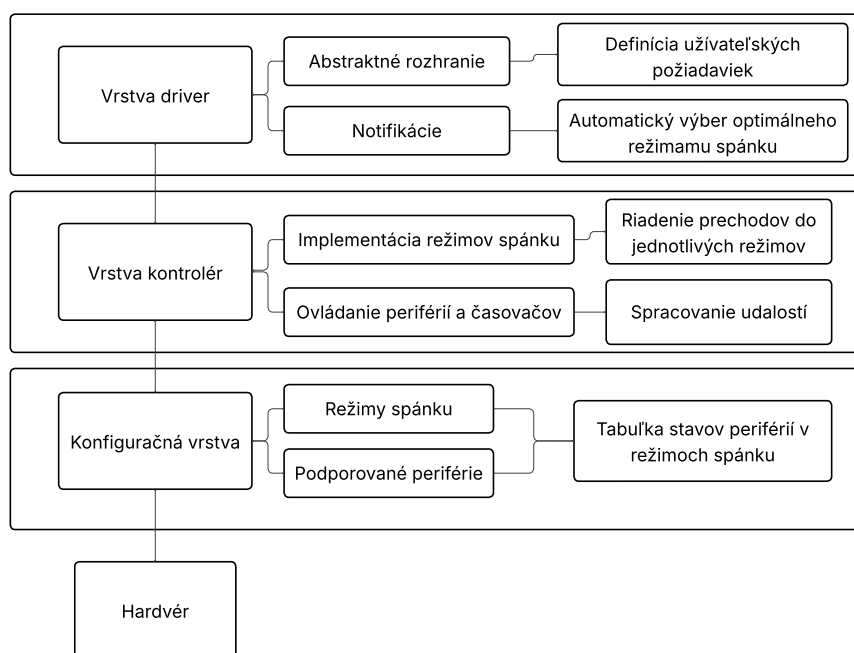 Vrstva driver
Abstraktné rozhranie
Definícia užívateľských
požiadaviek
Notifikácie
Automatický výber optimálneho
režimamu spánku
Vrstva kontrolér
Implementácia režimov spánku
Riadenie prechodov do
jednotlivých režimov
Ovládanie periférií a časovačov
Spracovanie udalostí
Konfiguračná vrstva
Režimy spánku
Podporované periférie
Tabuľka stavov periférií v
režimoch spánku
Hardvér